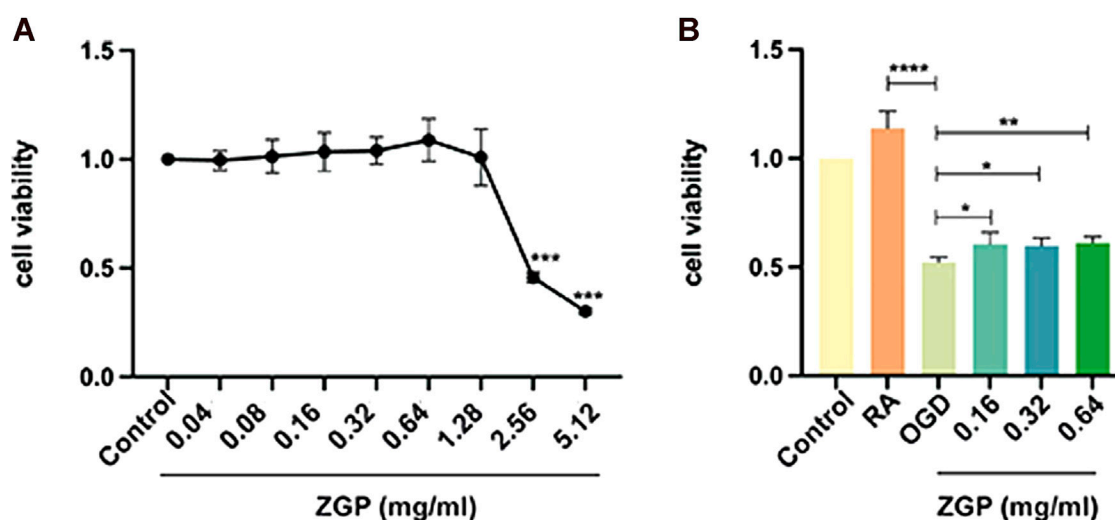 A
1.5
1.0
0.5
0.0
cell viability
***
***
Control
0.04
0.08
0.16
0.32
0.64
1.28
2.56
5.12
ZGP (mg/ml)
B
1.5
1.0
0.5
0.0
cell viability
****
**
*
*
Control
RA
OGD
0.16
0.32
0.64
ZGP (mg/ml)